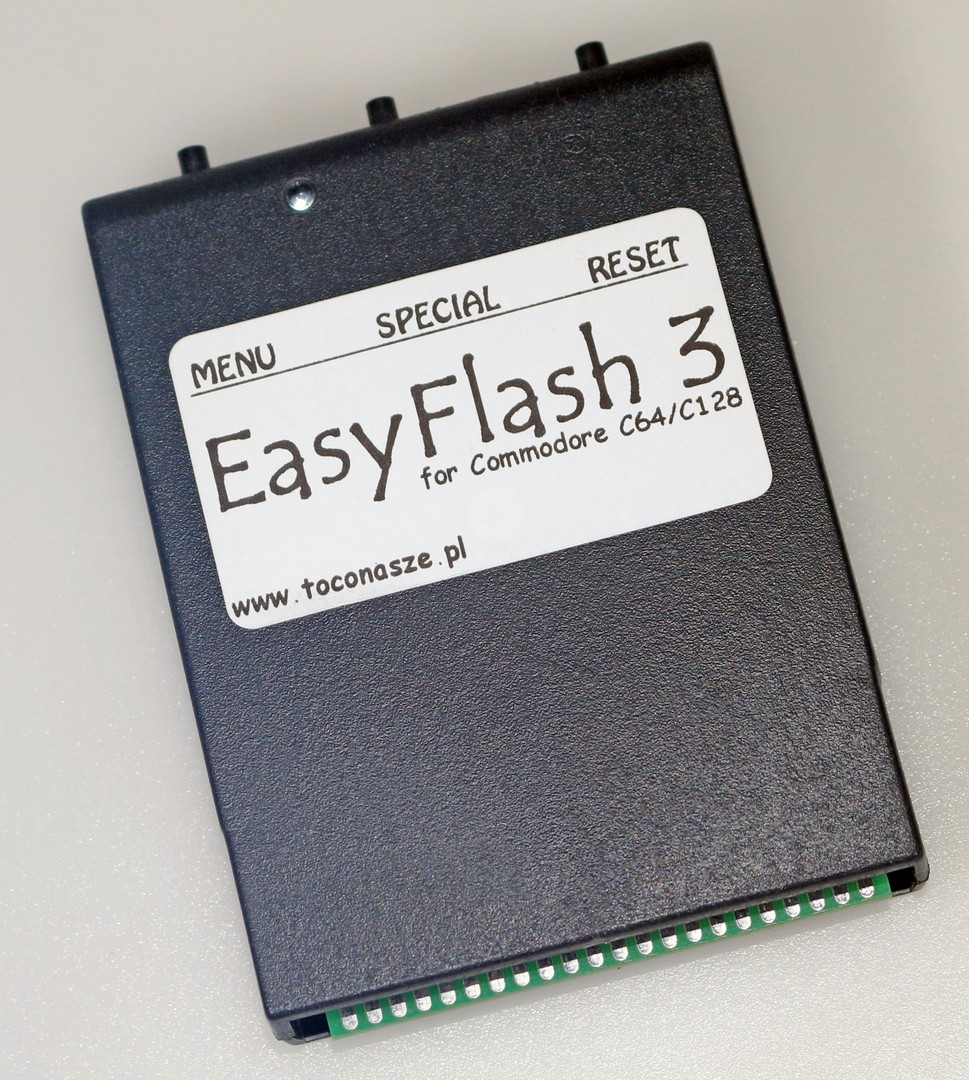 MENU SPECIAL RESET
EasyFlash 3
for Commodore C64/C128
www.toconasze.pl